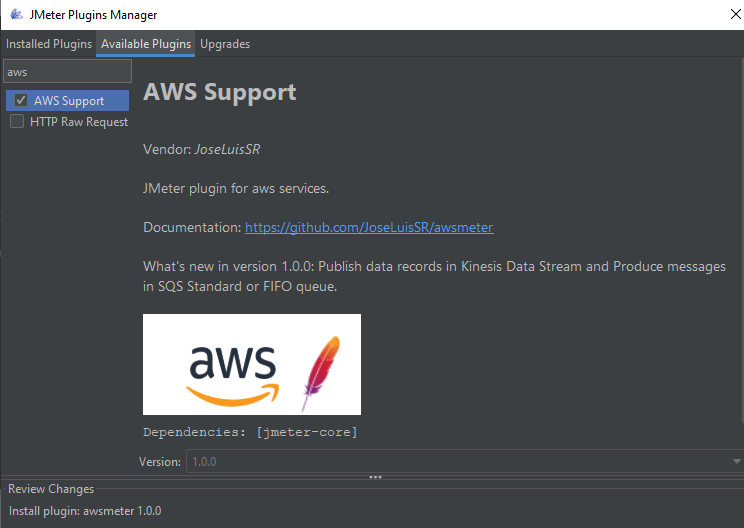 JMeter Plugins Manager
Installed Plugins Available Plugins Upgrades
aws
AWS Support
HTTP Raw Request
AWS Support
Vendor: JoseLuisSR
JMeter plugin for aws services.
Documentation: https://github.com/JoseLuisSR/awsmeter
What's new in version 1.0.0: Publish data records in Kinesis Data Stream and Produce messages
in SQS Standard or FIFO queue.
aws
Dependencies: [jmeter-core]
Version: 1.0.0
Review Changes
Install plugin: awsmeter 1.0.0